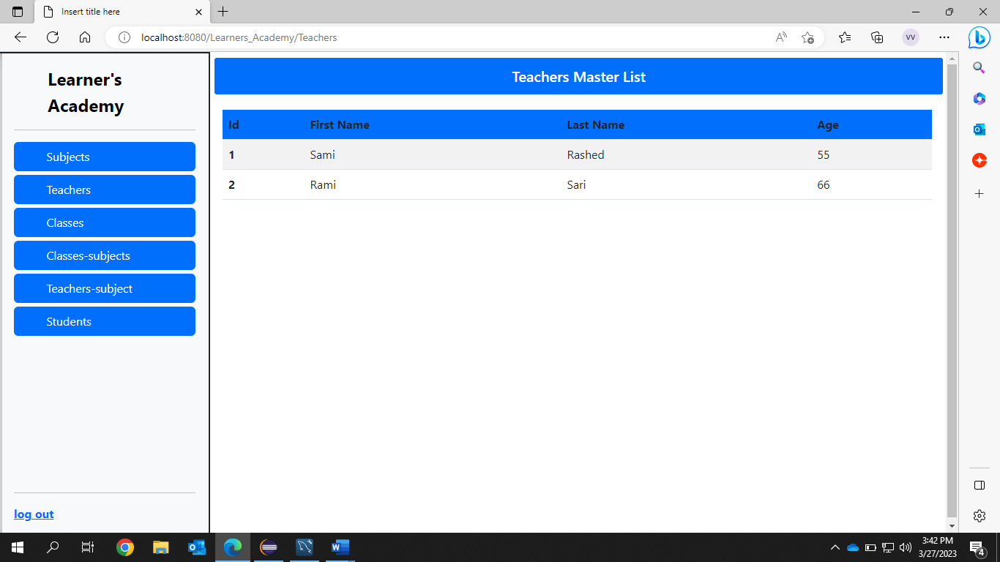 Insert title here
localhost:8080/Learners_Academy/Teachers
VV
Learner's
Academy
Subjects
Teachers
Classes
Classes-subjects
Teachers-subject
Students
log out
Teachers Master List
Id First Name Last Name Age
1 Sami Rashed 55
2 Rami Sari 66
3:42 PM
3/27/2023
4